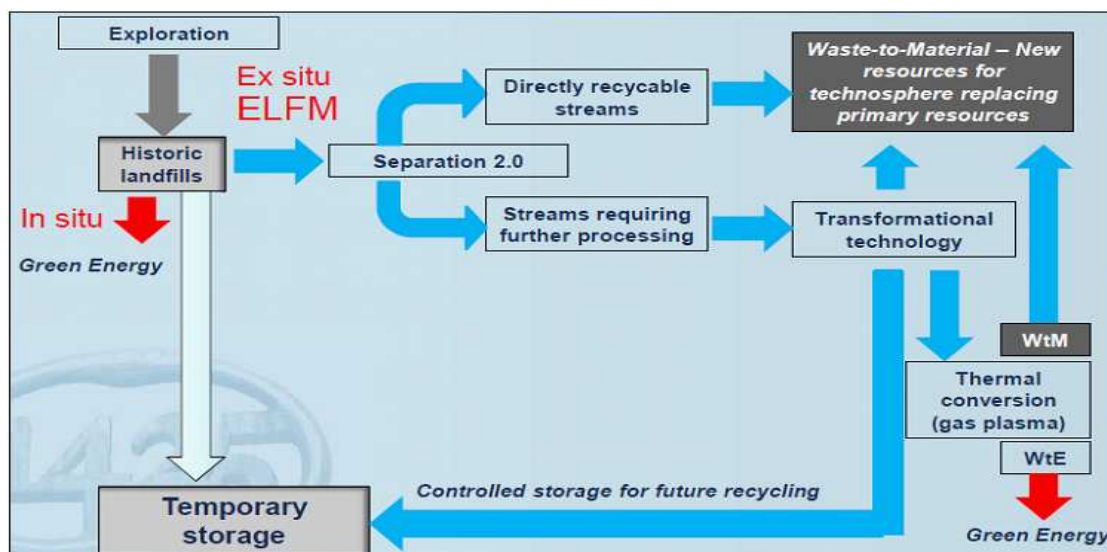 Exploration
Ex situ
ELFM
Historic
landfills
In situ
Green Energy
Separation 2.0
Directly recycable
streams
Streams requiring
further processing
Waste-to-Material – New
resources for
technosphere replacing
primary resources
Transformational
technology
WtM
Thermal
conversion
(gas plasma)
WtE
Green Energy
Controlled storage for future recycling
Temporary
storage
1425